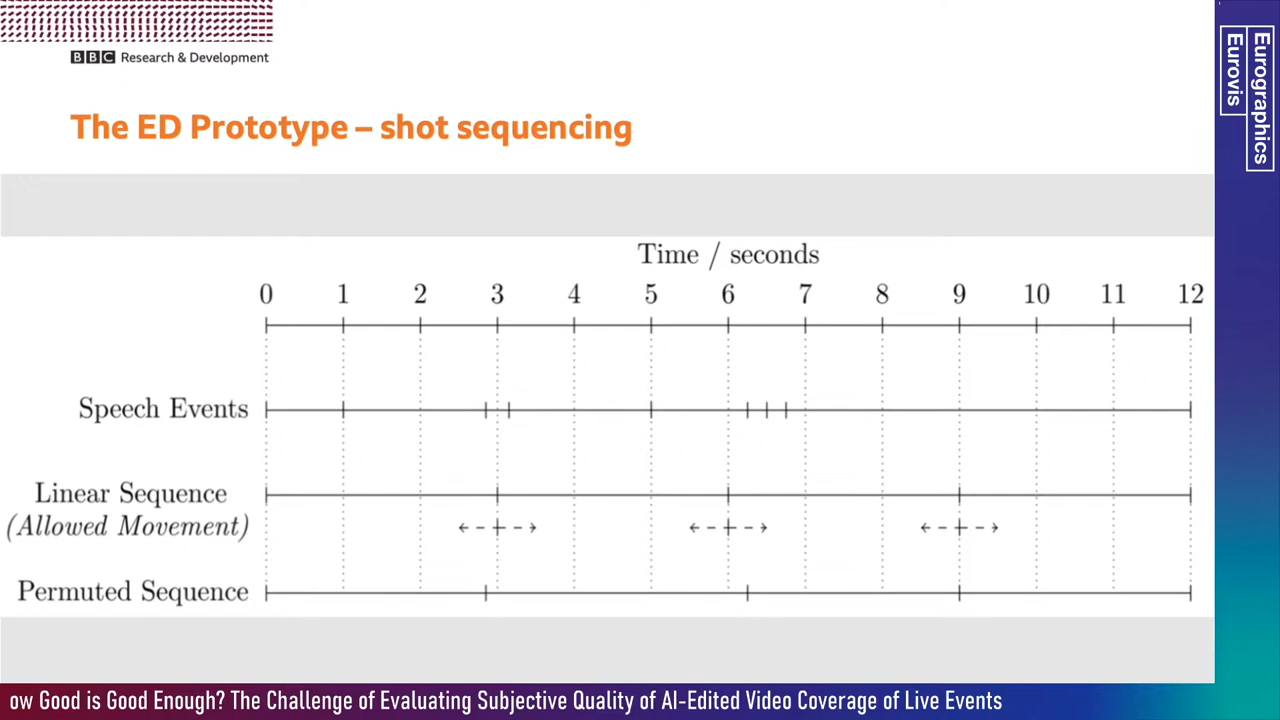 BBC Research & Development
The ED Prototype – shot sequencing
Eurographics
Eurovis
Time / seconds
0 1 2 3 4 5 6 7 8 9 10 11 12
Speech Events
Linear Sequence
(Allowed Movement)
Permuted Sequence
ow Good is Good Enough? The Challenge of Evaluating Subjective Quality of AI-Edited Video Coverage of Live Events